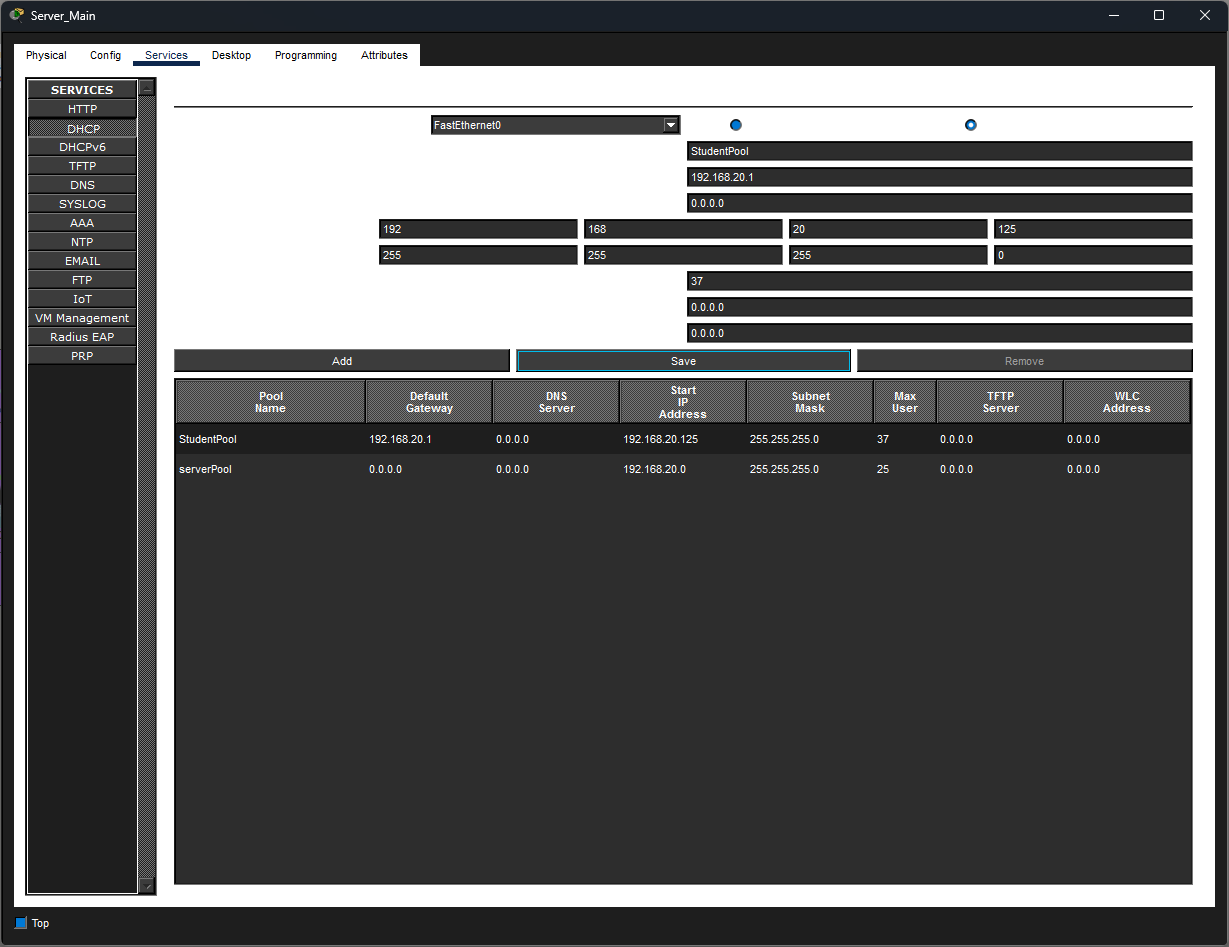 Server_Main
Physical Config Services Desktop Programming Attributes
SERVICES
HTTP
DHCP
DHCPv6
TFTP
DNS
SYSLOG
AAA
NTP
EMAIL
FTP
IoT
VM Management
Radius EAP
PRP
FastEthernet0
StudentPool
192.168.20.1
0.0.0.0
192 168 20 125
255 255 255 0
37
0.0.0.0
0.0.0.0
Add Save Remove
Pool Name Default Gateway DNS Server Start IP Address Subnet Mask Max User TFTP Server WLC Address
StudentPool 192.168.20.1 0.0.0.0 192.168.20.125 255.255.255.0 37 0.0.0.0 0.0.0.0
serverPool 0.0.0.0 0.0.0.0 192.168.20.0 255.255.255.0 25 0.0.0.0 0.0.0.0
Top